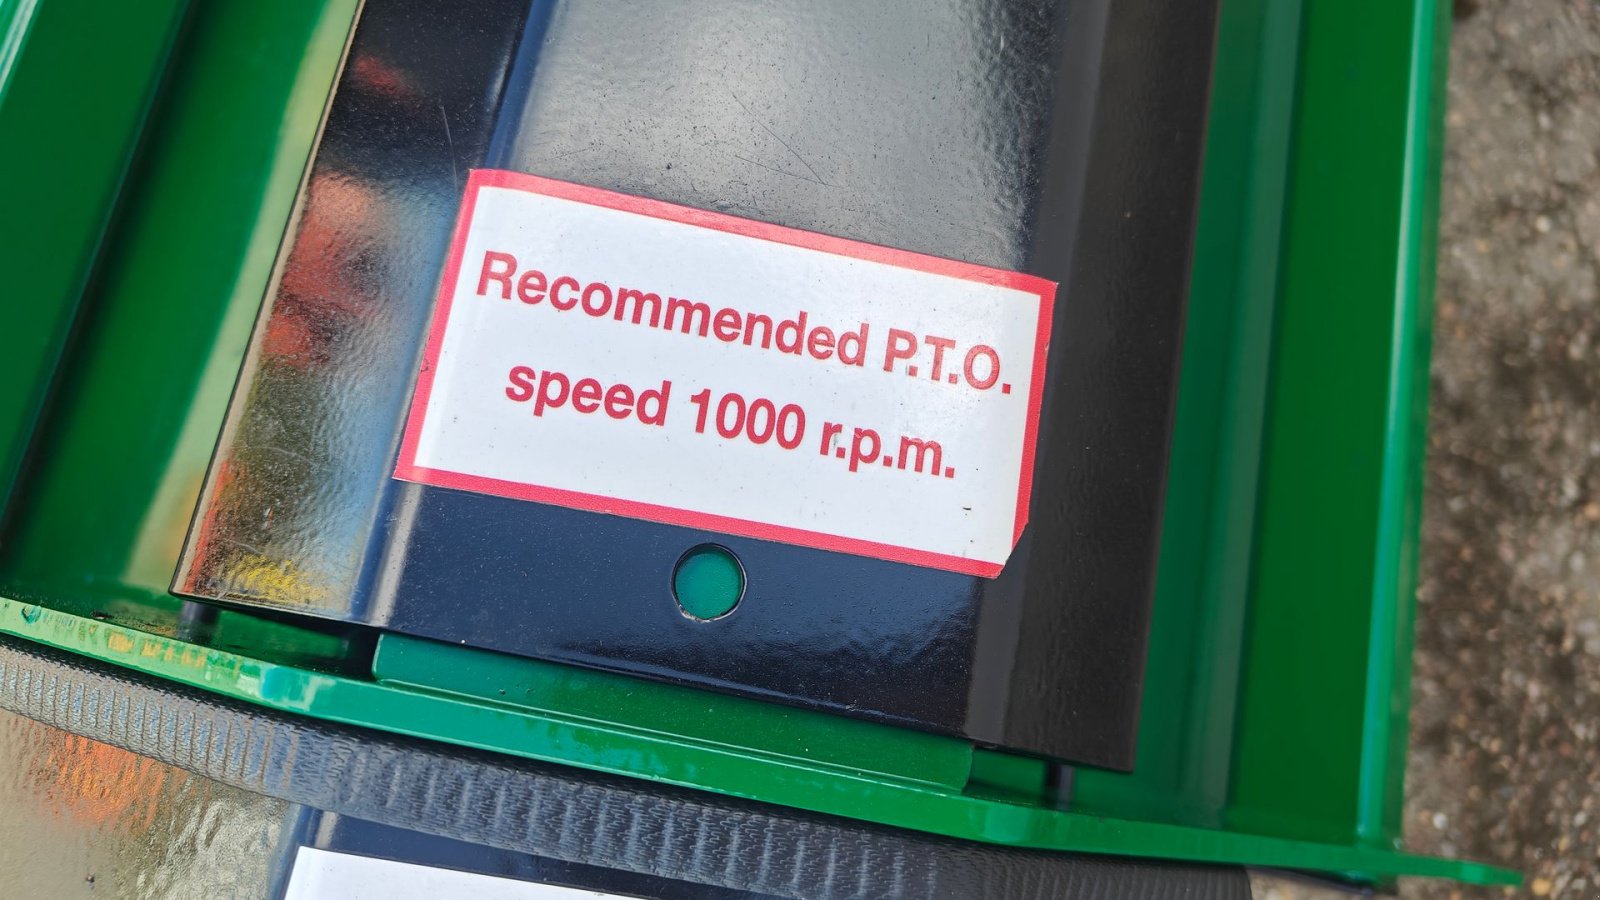 Recommended P.T.O.
speed 1000 r.p.m.